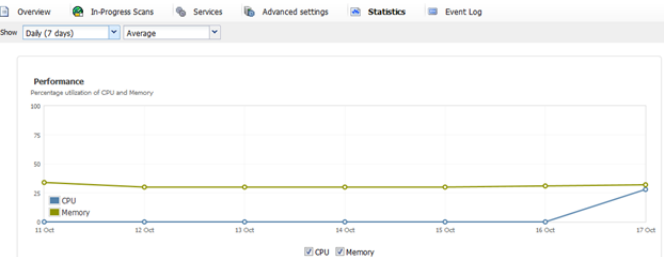 Overview In-Progress Scans Services Advanced settings Statistics Event Log
Show Daily (7 days) Average
Performance
Percentage utilization of CPU and Memory
100
75
50
25
CPU
Memory
0
11 Oct 12 Oct 13 Oct 14 Oct 15 Oct 16 Oct 17 Oct
CPU Memory